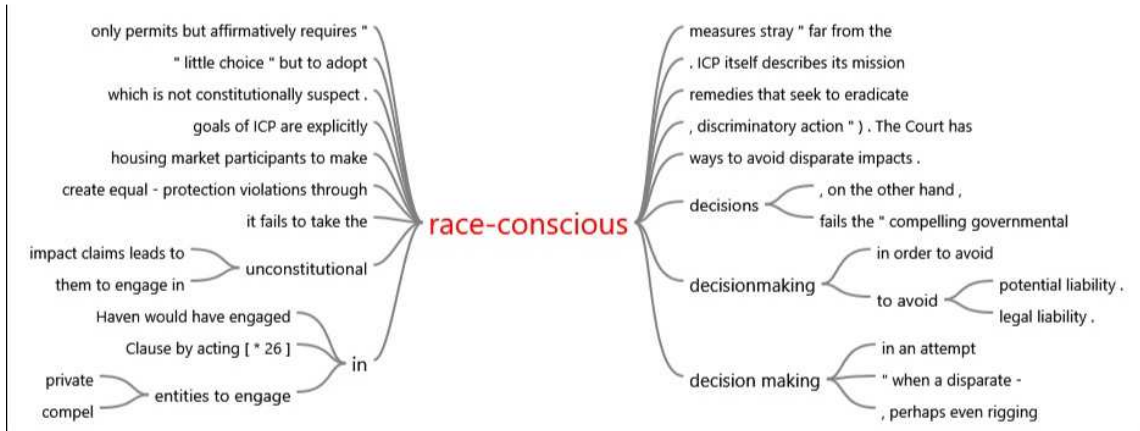 only permits but affirmatively requires "
" little choice " but to adopt
which is not constitutionally suspect .
goals of ICP are explicitly
housing market participants to make
create equal - protection violations through
it fails to take the
impact claims leads to
them to engage in
unconstitutional
Haven would have engaged
Clause by acting [ * 26 ]
private
compel
entities to engage
in
race-conscious
measures stray " far from the
. ICP itself describes its mission
remedies that seek to eradicate
, discriminatory action " ) . The Court has
ways to avoid disparate impacts .
decisions
, on the other hand ,
fails the " compelling governmental
decisionmaking
in order to avoid
to avoid
potential liability .
legal liability .
decision making
in an attempt
" when a disparate -
, perhaps even rigging